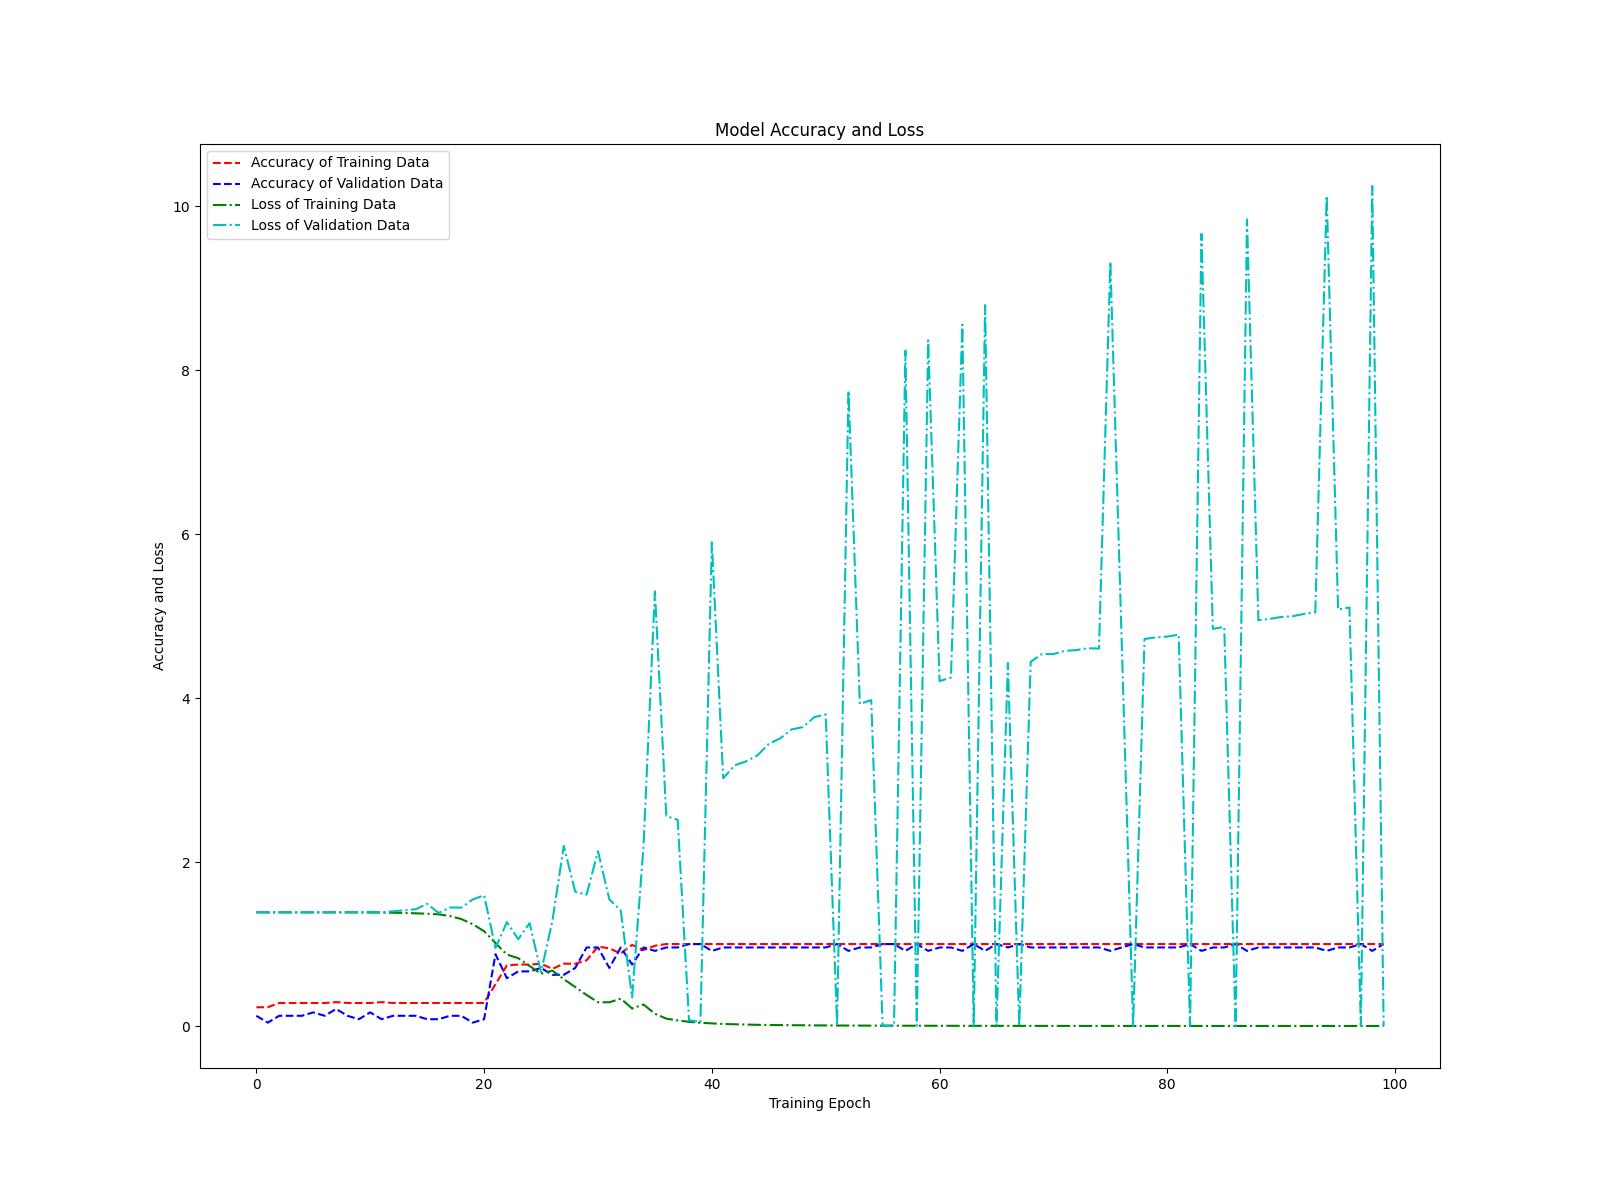 Model Accuracy and Loss
Accuracy of Training Data
Accuracy of Validation Data
Loss of Training Data
Loss of Validation Data
10
8
6
4
2
0
Accuracy and Loss
0 20 40 60 80 100
Training Epoch